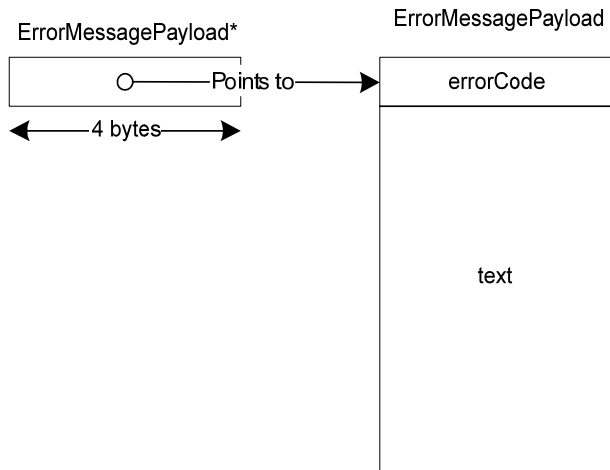 ErrorMessagePayload*
ErrorMessagePayload
Points to
errorCode
4 bytes
text